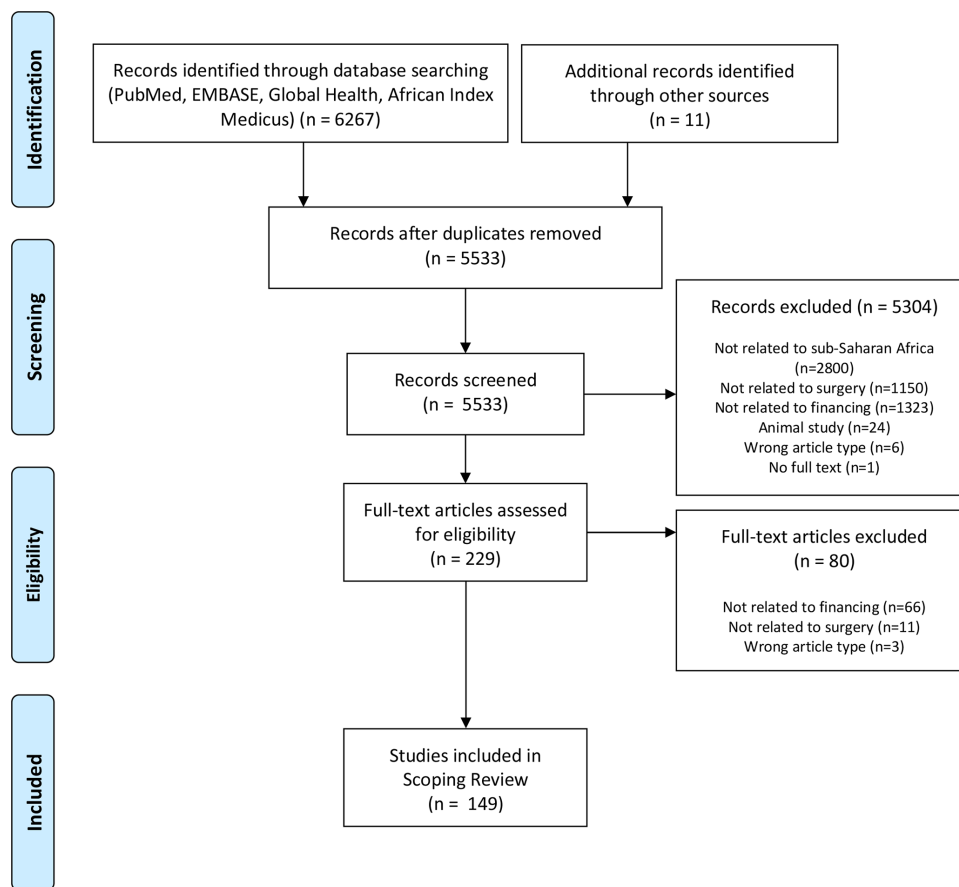 Identification
Records identified through database searching
(PubMed, EMBASE, Global Health, African Index
Medicus) (n = 6267)
Additional records identified
through other sources
(n = 11)
Records after duplicates removed
(n = 5533)
Screening
Records screened
(n = 5533)
Records excluded (n = 5304)
Not related to sub-Saharan Africa
(n=2800)
Not related to surgery (n=1150)
Not related to financing (n=1323)
Animal study (n=24)
Wrong article type (n=6)
No full text (n=1)
Eligibility
Full-text articles assessed
for eligibility
(n = 229)
Full-text articles excluded
(n = 80)
Not related to financing (n=66)
Not related to surgery (n=11)
Wrong article type (n=3)
Included
Studies included in
Scoping Review
(n = 149)